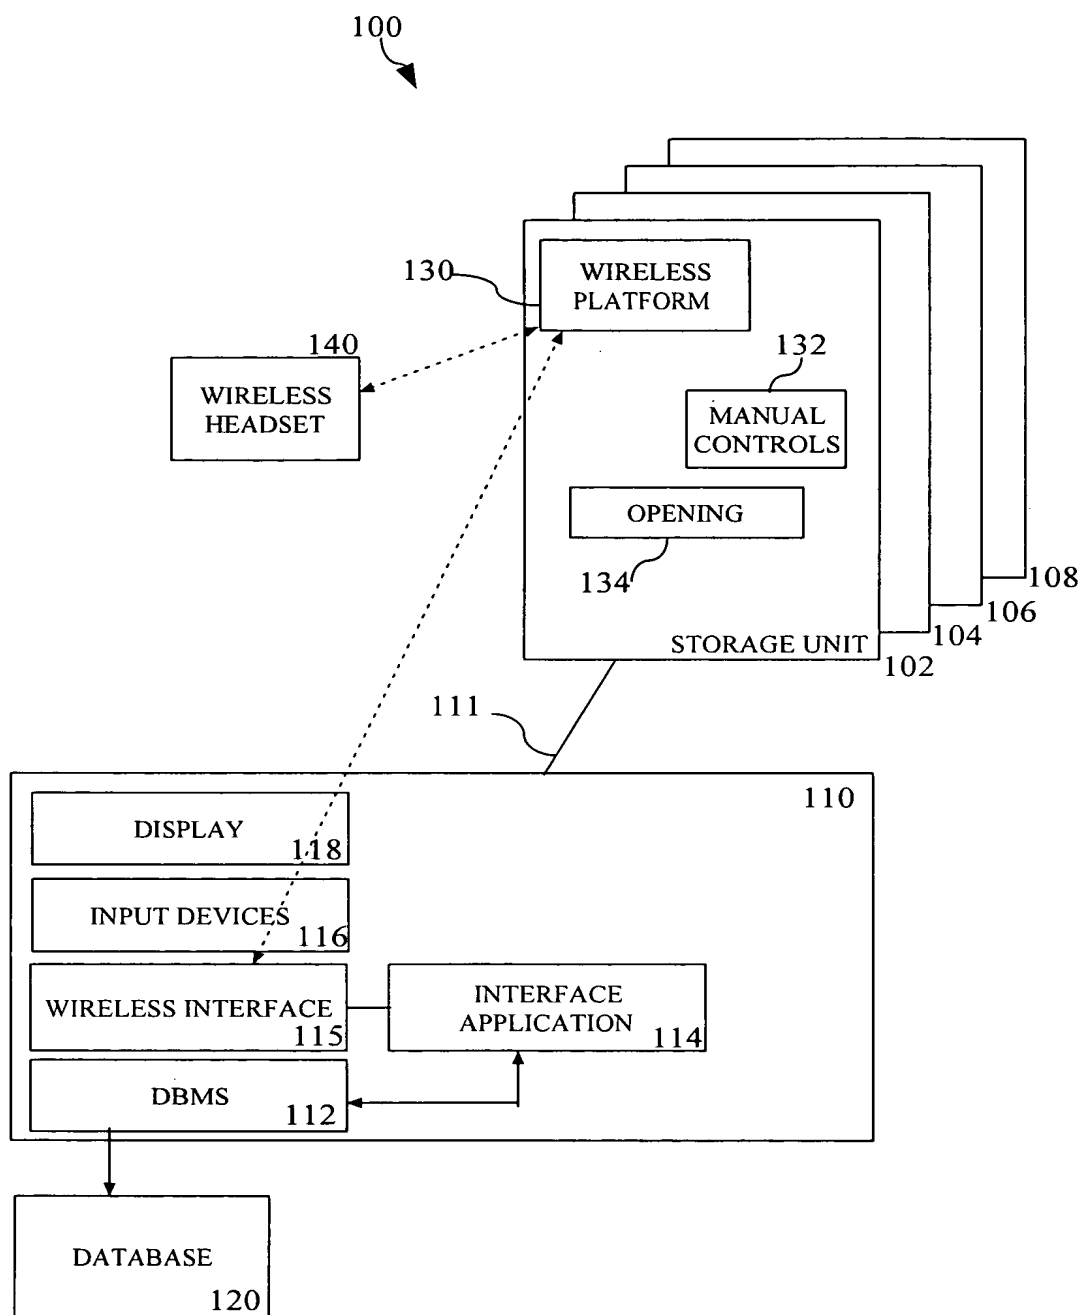 100
130
WIRELESS
PLATFORM
140
WIRELESS
HEADSET
132
MANUAL
CONTROLS
OPENING
134
108
106
104
STORAGE UNIT
102
111
110
DISPLAY
118
INPUT DEVICES
116
WIRELESS INTERFACE
115
INTERFACE
APPLICATION
114
DBMS
112
DATABASE
120